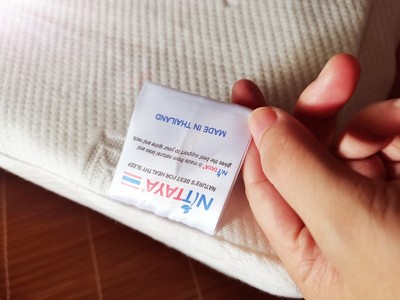 NITTAYA®
NATURE'S BEST FOR HEALTHY SLEEP
NITTAYA® is made from natural latex and
gives the best support to your spine and neck.
MADE IN THAILAND